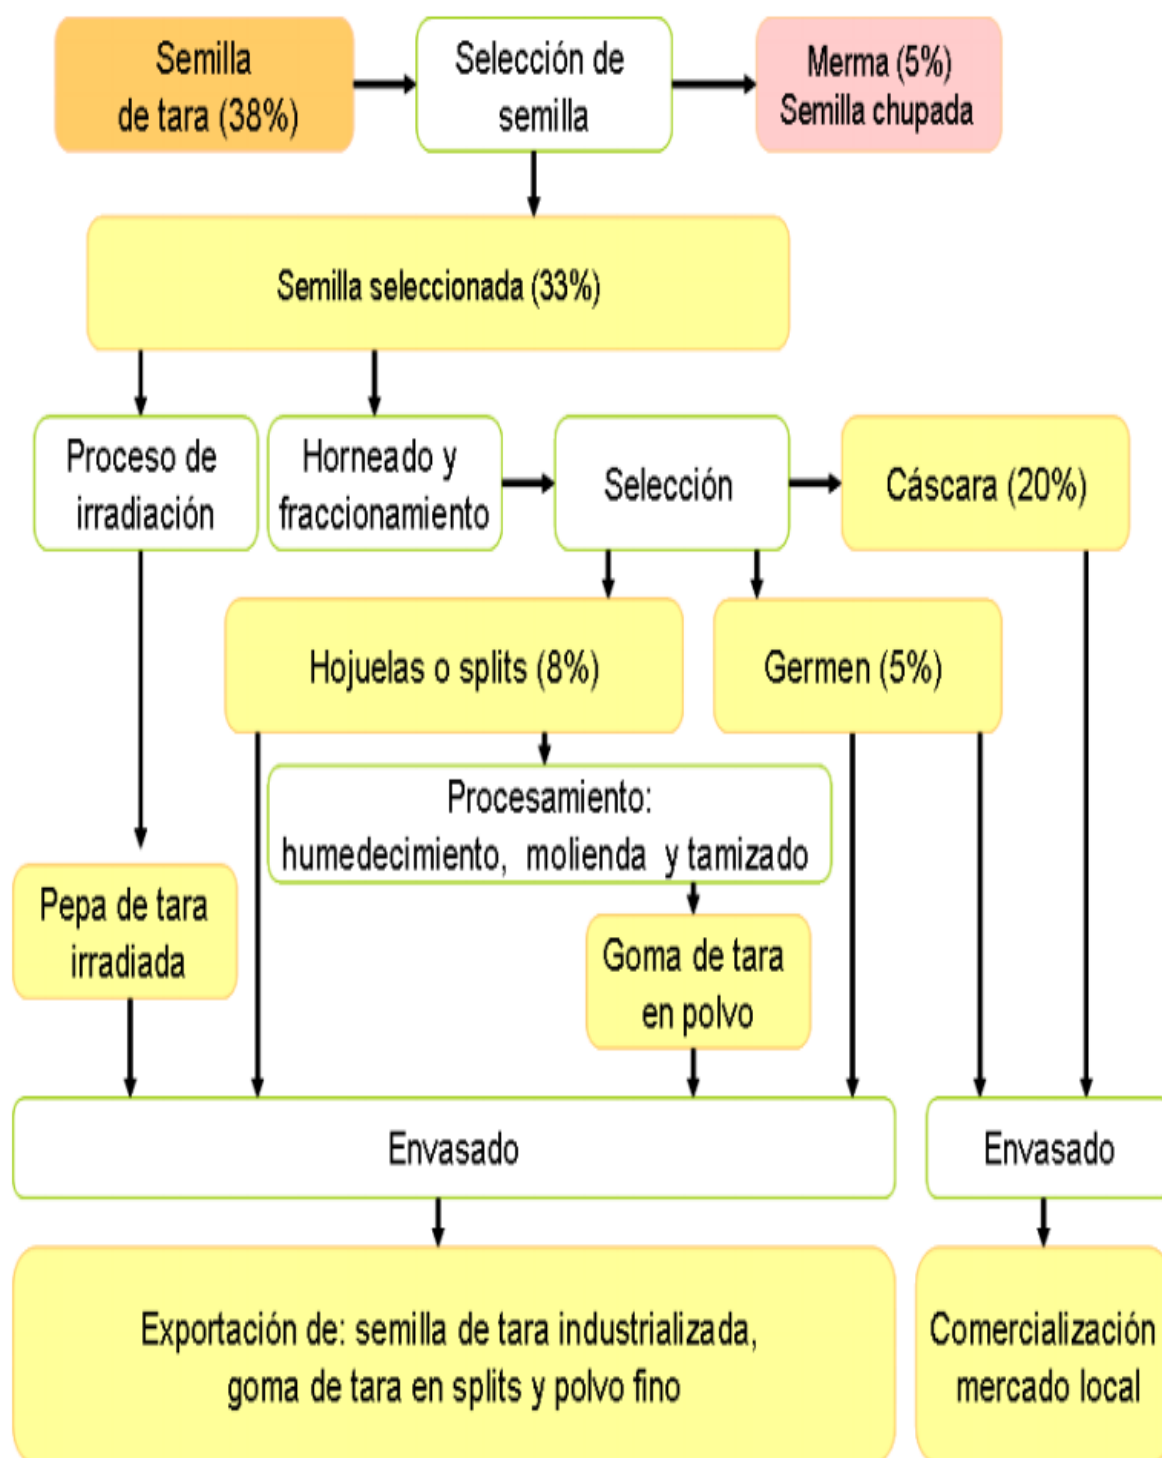 Semilla
de tara (38%)
Selección de
semilla
Merma (5%)
Semilla chupada
Semilla seleccionada (33%)
Proceso de
irradiación
Horneado y
fraccionamiento
Selección
Cáscara (20%)
Hojuelas o splits (8%)
Germen (5%)
Procesamiento:
humedecimiento, molienda y tamizado
Pepa de tara
irradiada
Goma de tara
en polvo
Envasado
Envasado
Exportación de: semilla de tara industrializada,
goma de tara en splits y polvo fino
Comercialización
mercado local